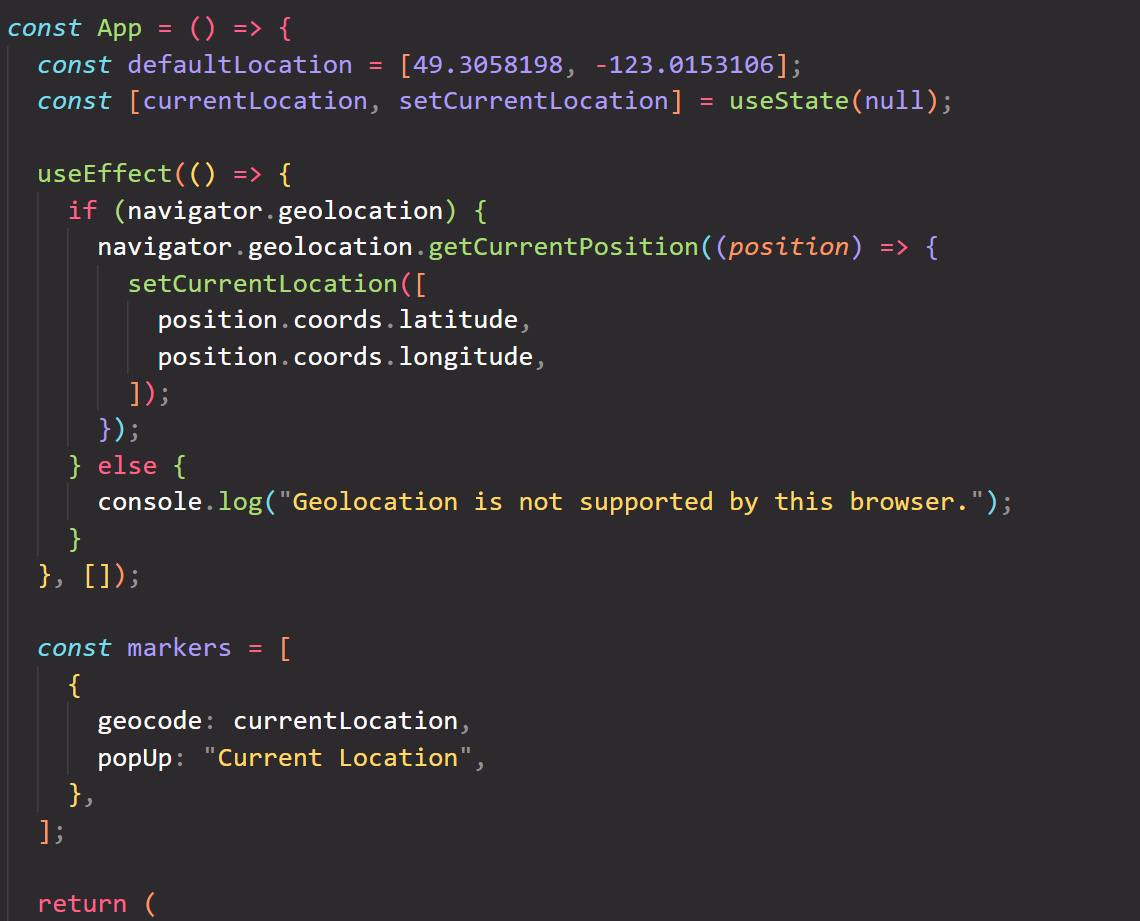 const App = () => {
  const defaultLocation = [49.3058198, -123.0153106];
  const [currentLocation, setCurrentLocation] = useState(null);

  useEffect(() => {
    if (navigator.geolocation) {
      navigator.geolocation.getCurrentPosition((position) => {
        setCurrentLocation([
          position.coords.latitude,
          position.coords.longitude,
        ]);
      });
    } else {
      console.log("Geolocation is not supported by this browser.");
    }
  }, []);

  const markers = [
    {
      geocode: currentLocation,
      popUp: "Current Location",
    },
  ];

  return (